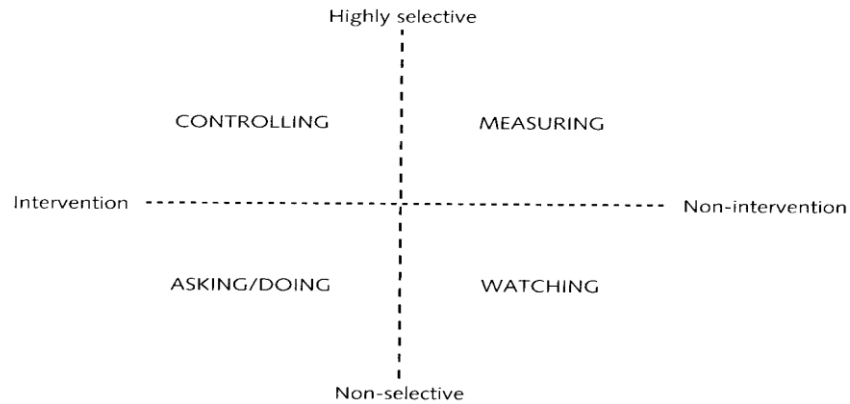 Highly selective
CONTROLLING MEASURING
Intervention Non-intervention
ASKING/DOING WATCHING
Non-selective